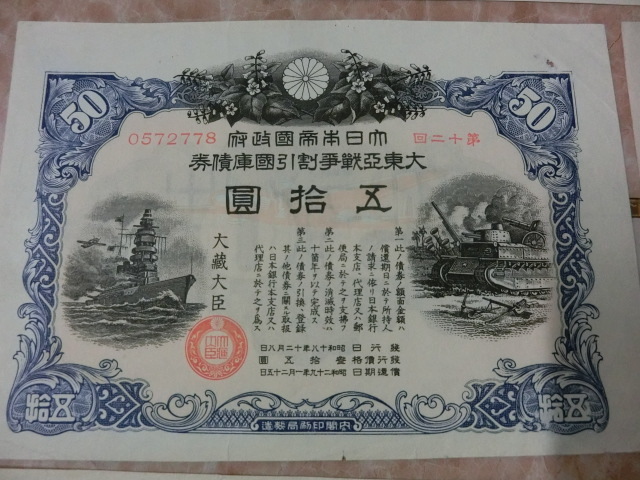 50
50
第十二回
大日本帝國政府
0572778
大東亞戰爭割引國庫債券
五拾圓
第一 此ノ債券ノ額面金額ハ
償還期日ニ於テ所持人
ノ請求ニ依リ日本銀行
本支店、代理店又ハ郵
便局ニ於テ之ヲ支拂フ
第二 此ノ債券ノ消滅時效ハ
十箇年ヲ以テ完成ス
第三 此ノ債券ノ引換、登錄
其ノ他債券ニ關スル取扱
ハ日本銀行本支店又ハ
代理店ニ於テ之ヲ爲ス
大藏大臣
發行日 昭和十八年十二月八日
發行價格 參拾五圓
償還期日 昭和二十九年一月二十五日
五拾
五拾
內閣印刷局製造